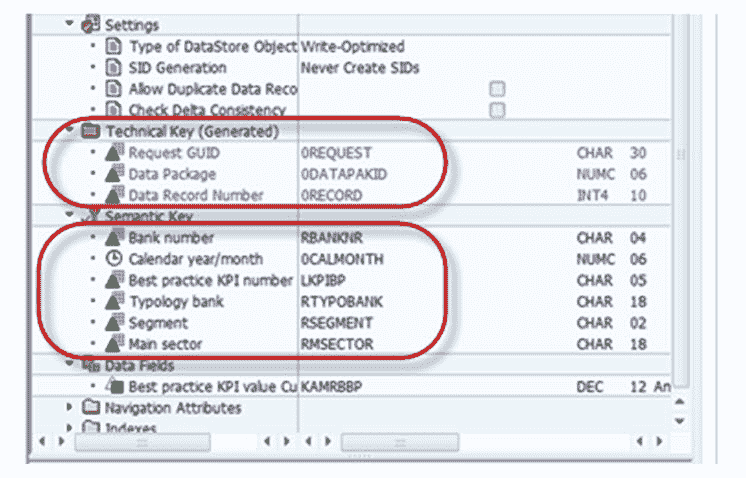 Settings
Type of DataStore Object Write-Optimized
SID Generation Never Create SIDs
Allow Duplicate Data Reco
Check Delta Consistency
Technical Key (Generated)
Request GUID 0REQUEST CHAR 30
Data Package 0DATAPAKID NUMC 06
Data Record Number 0RECORD INT4 10
Semantic Key
Bank number RBANKNR CHAR 04
Calendar year/month 0CALMONTH NUMC 06
Best practice KPI number LKPIBP CHAR 05
Typology bank RTYPOBANK CHAR 18
Segment RSEGMENT CHAR 02
Main sector RMSECTOR CHAR 18
Data Fields
Best practice KPI value Cu KAMRBBP DEC 12 An
Navigation Attributes
Indexes